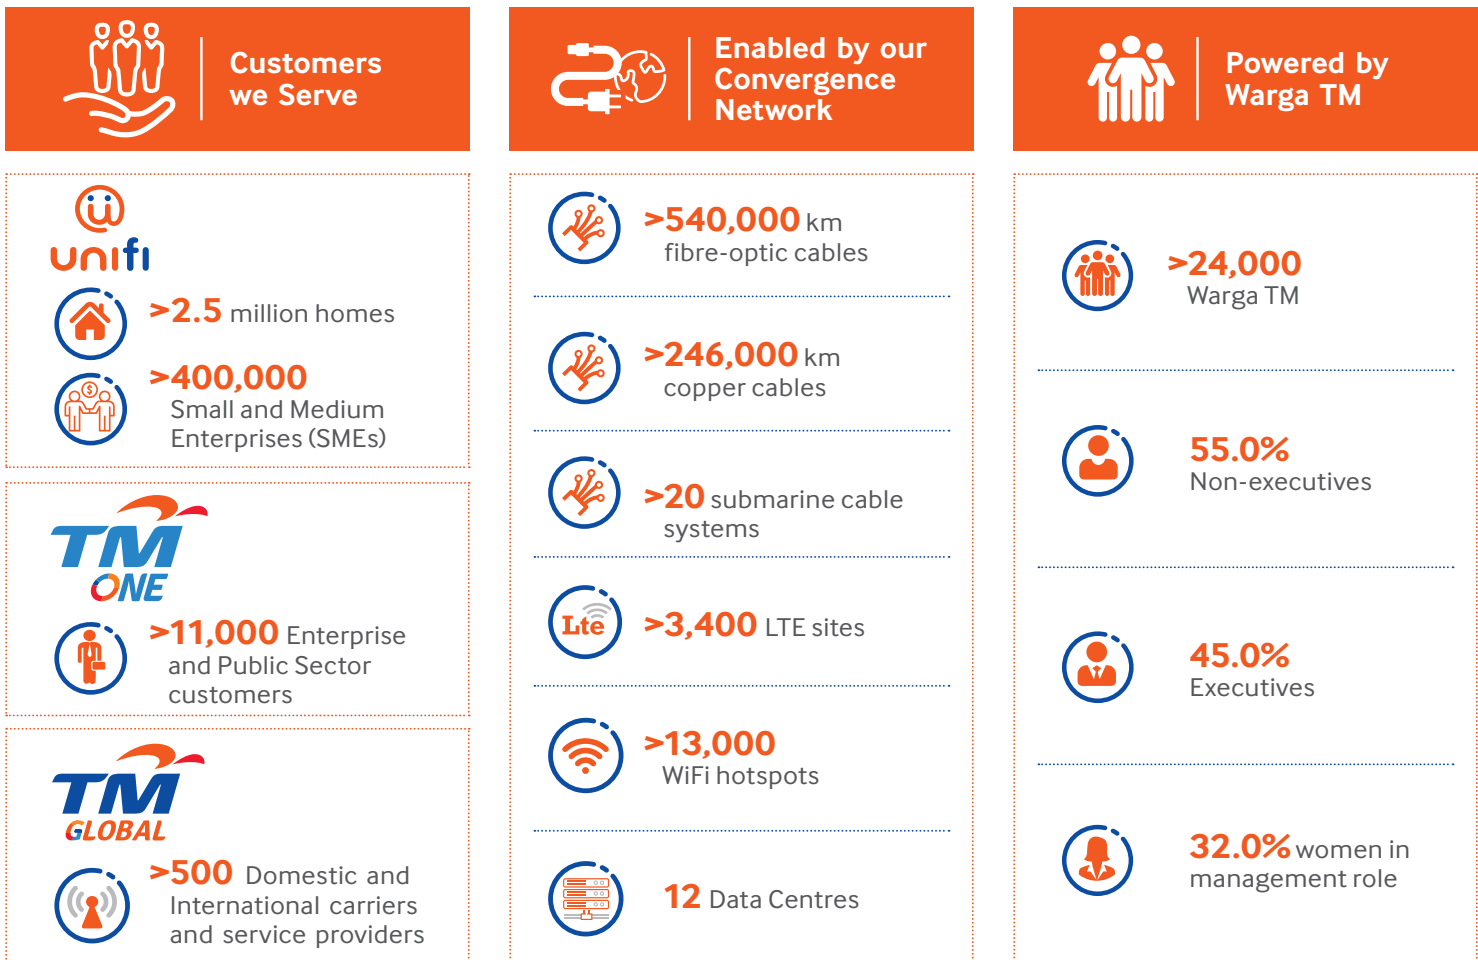 Customers
we Serve
unifi
>2.5 million homes
>400,000
Small and Medium
Enterprises (SMEs)
TM
ONE
>11,000 Enterprise
and Public Sector
customers
TM
GLOBAL
>500 Domestic and
International carriers
and service providers
Enabled by our
Convergence
Network
>540,000 km
fibre-optic cables
>246,000 km
copper cables
>20 submarine cable
systems
Lte
>3,400 LTE sites
>13,000
WiFi hotspots
12 Data Centres
Powered by
Warga TM
>24,000
Warga TM
55.0%
Non-executives
45.0%
Executives
32.0% women in
management role